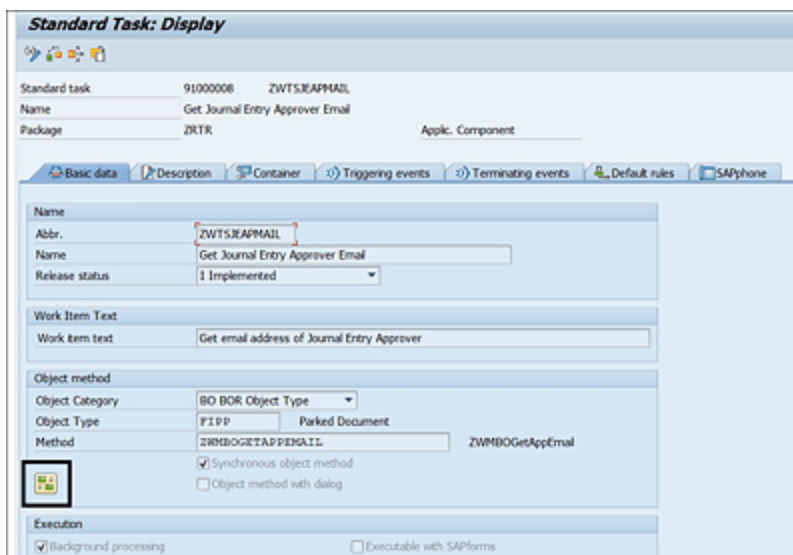 Standard Task: Display
Standard task 91000008 ZWTSJEAPMAIL
Name Get Journal Entry Approver Email
Package ZRTR Applic. Component
Basic data Description Container Triggering events Terminating events Default rules SAPphone
Name
Abbr. ZWTSJEAPMAIL
Name Get Journal Entry Approver Email
Release status I Implemented
Work Item Text
Work item text Get email address of Journal Entry Approver
Object method
Object Category BO BOR Object Type
Object Type FIPP Parked Document
Method ZWMBOGETAPPEMAIL ZWMBOGetAppEmail
Synchronous object method
Object method with dialog
Execution
Background processing Executable with SAPforms